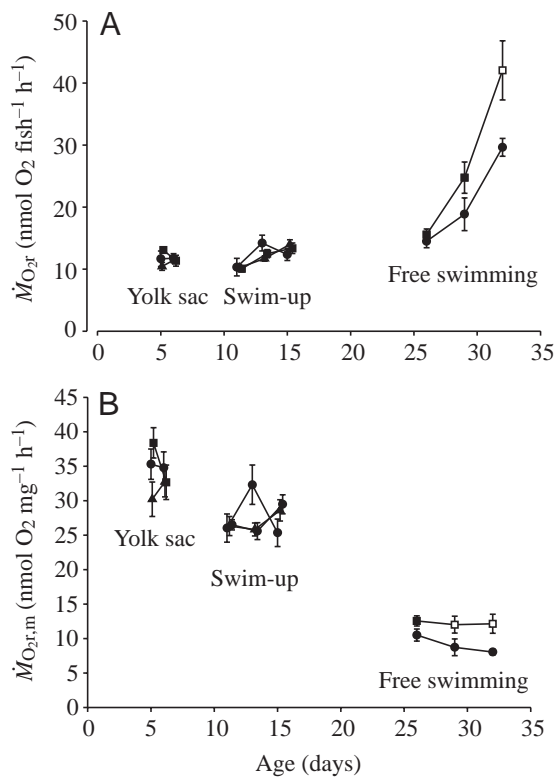 A
50
40
30
20
10
0
ṀO2r (nmol O2 fish−1 h−1)
Yolk sac
Swim-up
Free swimming
0 5 10 15 20 25 30 35
B
45
40
35
30
25
20
15
10
5
0
ṀO2r,m (nmol O2 mg−1 h−1)
Yolk sac
Swim-up
Free swimming
0 5 10 15 20 25 30 35
Age (days)